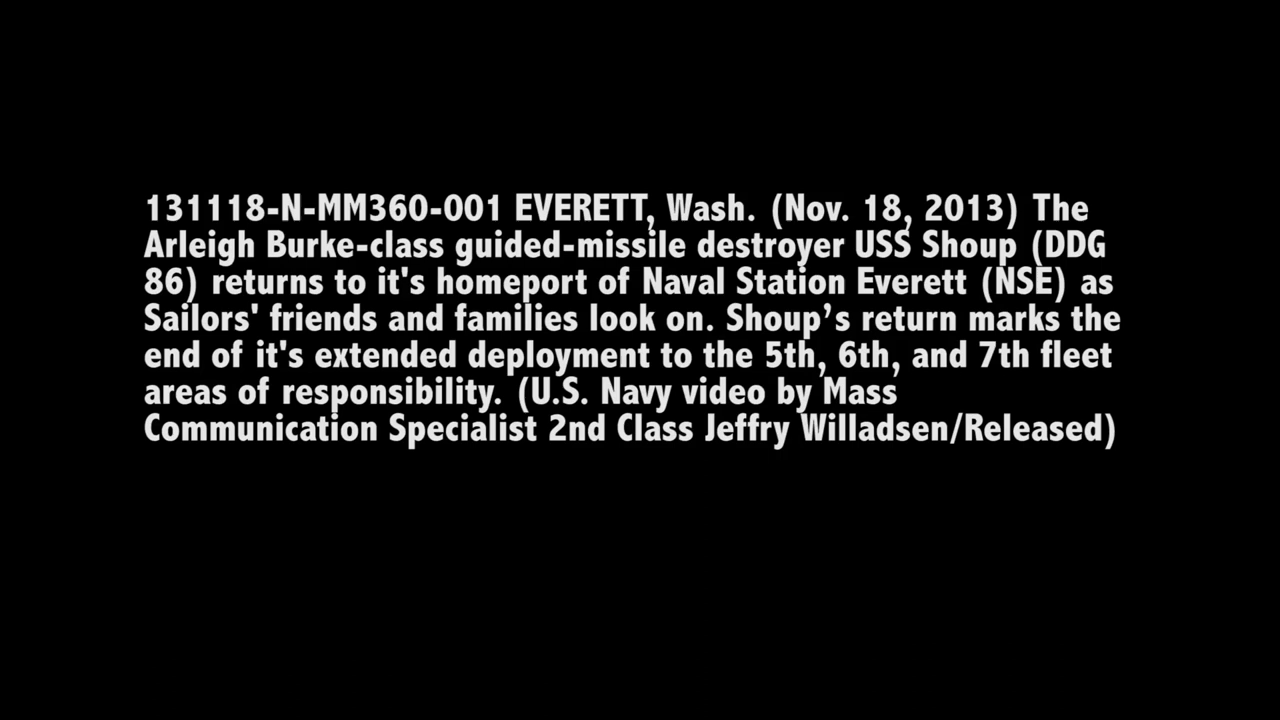 131118-N-MM360-001 EVERETT, Wash. (Nov. 18, 2013) The
Arleigh Burke-class guided-missile destroyer USS Shoup (DDG
86) returns to it's homeport of Naval Station Everett (NSE) as
Sailors' friends and families look on. Shoup’s return marks the
end of it's extended deployment to the 5th, 6th, and 7th fleet
areas of responsibility. (U.S. Navy video by Mass
Communication Specialist 2nd Class Jeffry Willadsen/Released)